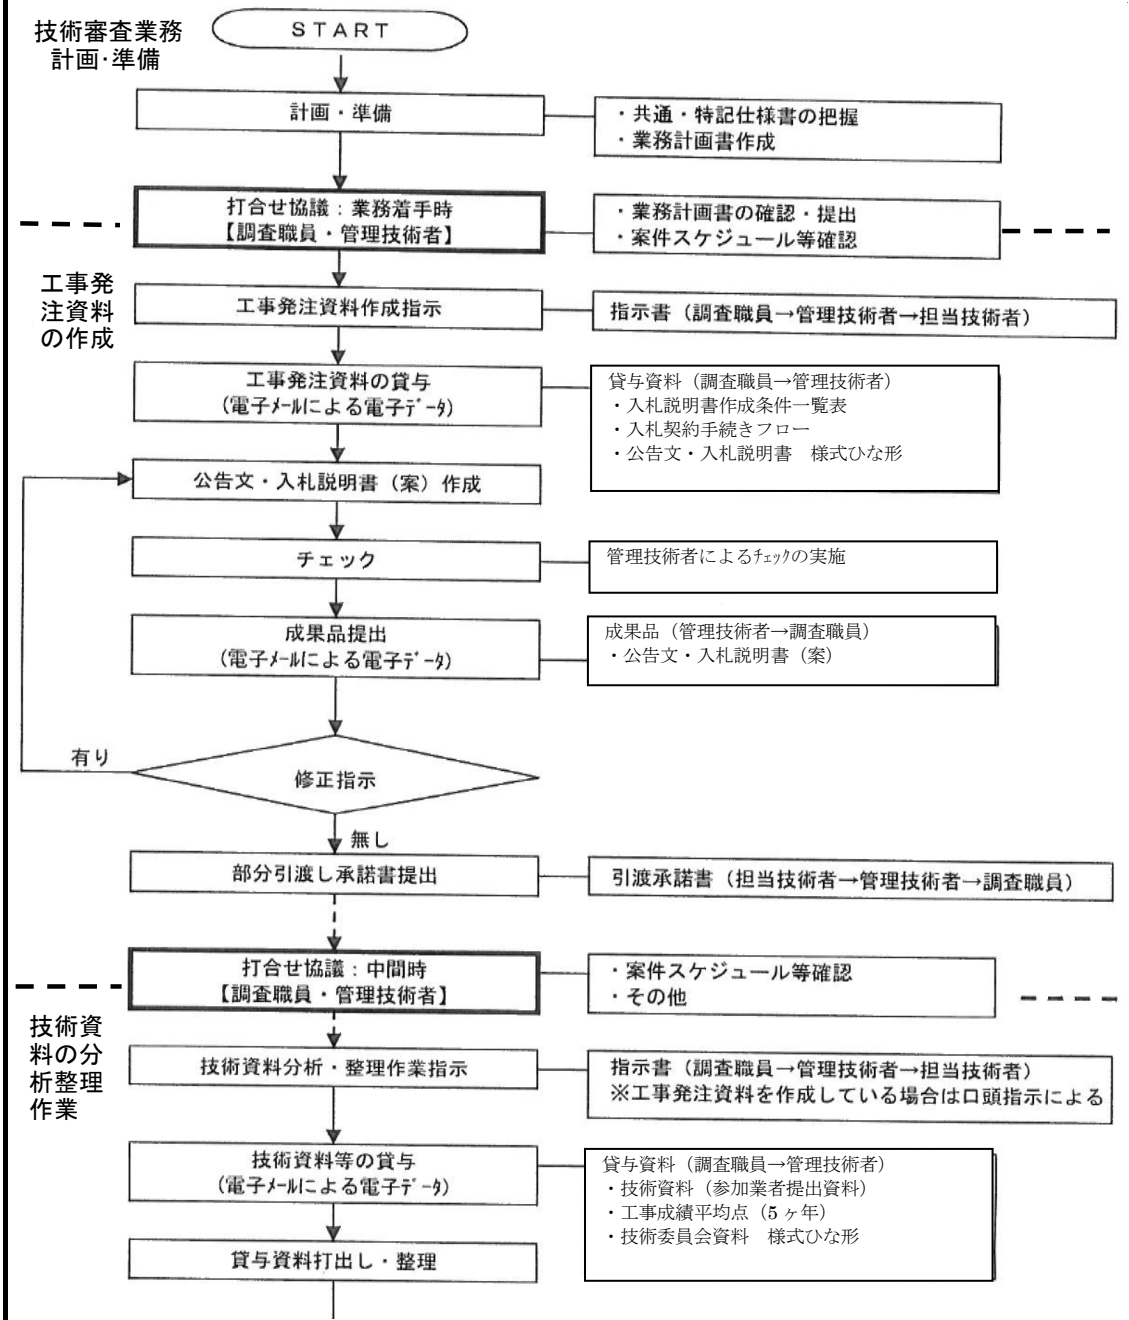 技術審査業務
計画・準備
START
計画・準備
・共通・特記仕様書の把握
・業務計画書作成
打合せ協議：業務着手時
【調査職員・管理技術者】
・業務計画書の確認・提出
・案件スケジュール等確認
工事発
注資料
の作成
工事発注資料作成指示
指示書（調査職員→管理技術者→担当技術者）
工事発注資料の貸与
(電子ﾒｰﾙによる電子ﾃﾞｰﾀ)
貸与資料（調査職員→管理技術者）
・入札説明書作成条件一覧表
・入札契約手続きフロー
・公告文・入札説明書　様式ひな形
公告文・入札説明書（案）作成
チェック
管理技術者によるﾁｪｯｸの実施
成果品提出
(電子ﾒｰﾙによる電子ﾃﾞｰﾀ)
成果品（管理技術者→調査職員）
・公告文・入札説明書（案）
有り
修正指示
無し
部分引渡し承諾書提出
引渡承諾書（担当技術者→管理技術者→調査職員）
打合せ協議：中間時
【調査職員・管理技術者】
・案件スケジュール等確認
・その他
技術資
料の分
析整理
作業
技術資料分析・整理作業指示
指示書（調査職員→管理技術者→担当技術者）
※工事発注資料を作成している場合は口頭指示による
技術資料等の貸与
(電子ﾒｰﾙによる電子ﾃﾞｰﾀ)
貸与資料（調査職員→管理技術者）
・技術資料（参加業者提出資料）
・工事成績平均点（5 ヶ年）
・技術委員会資料　様式ひな形
貸与資料打出し・整理